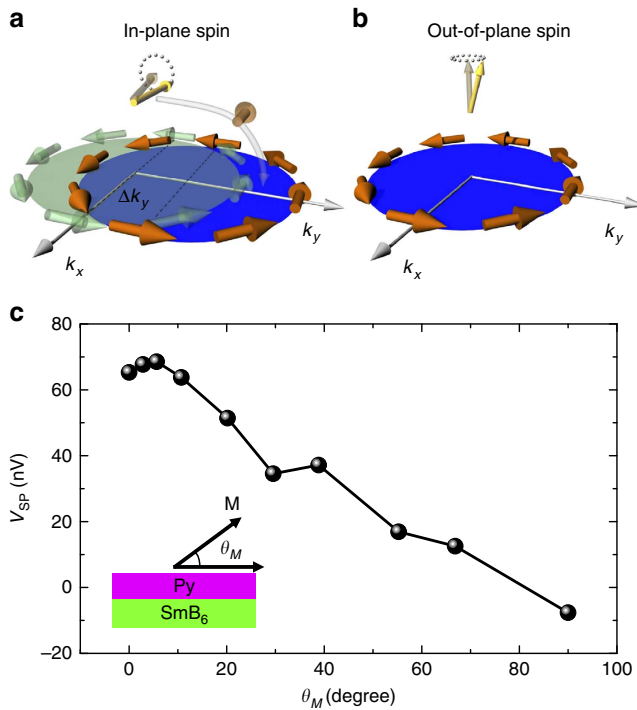 a
In-plane spin
b
Out-of-plane spin
Δk_y
k_x
k_y
k_x
k_y
c
80
60
40
20
0
−20
V_SP (nV)
M
θ_M
Py
SmB₆
0 20 40 60 80 100
θ_M (degree)